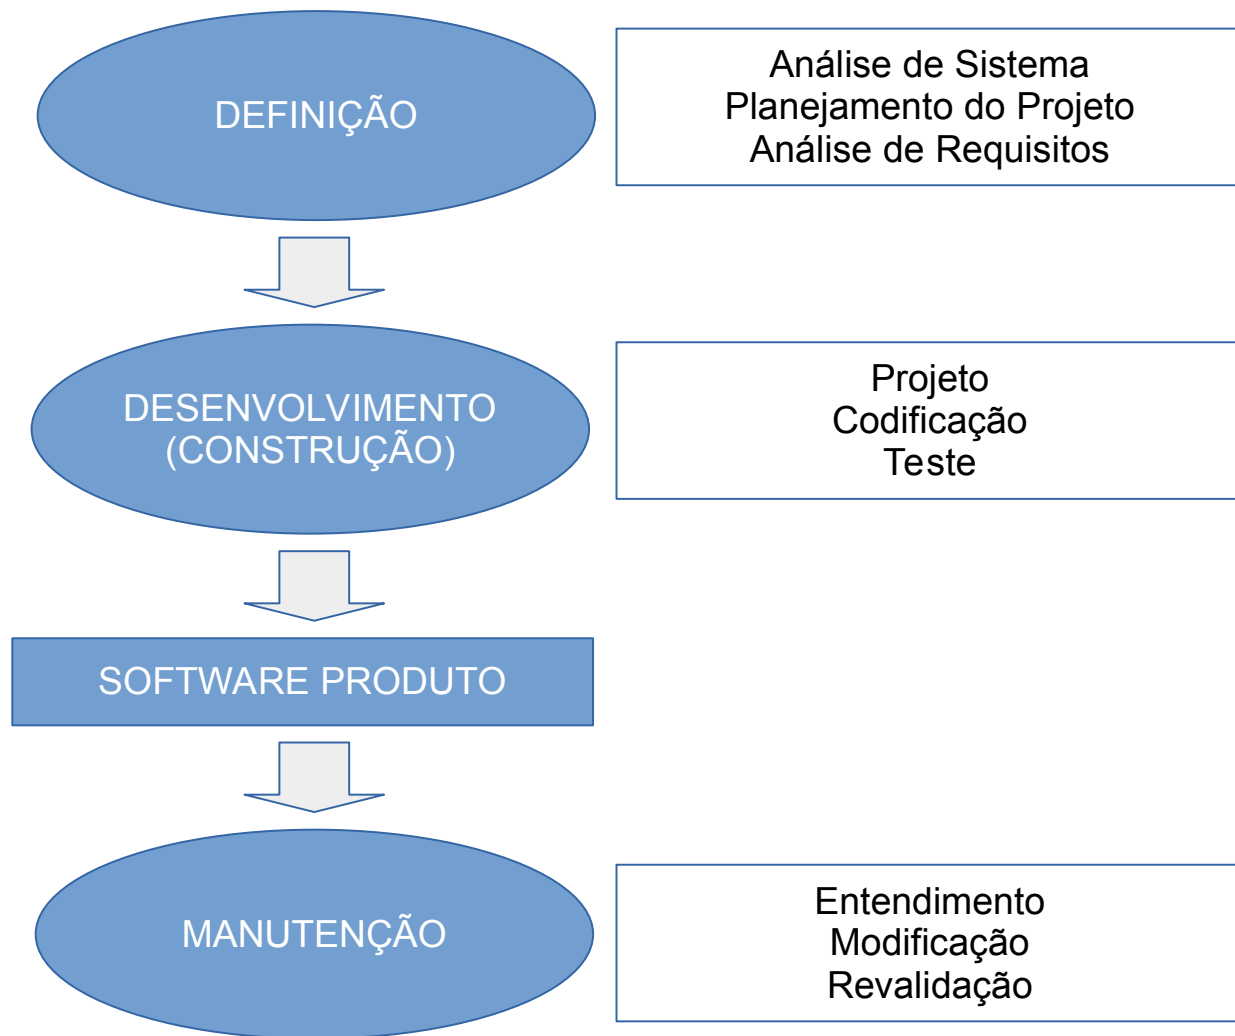 DEFINIÇÃO
Análise de Sistema
Planejamento do Projeto
Análise de Requisitos
DESENVOLVIMENTO
(CONSTRUÇÃO)
Projeto
Codificação
Teste
SOFTWARE PRODUTO
MANUTENÇÃO
Entendimento
Modificação
Revalidação